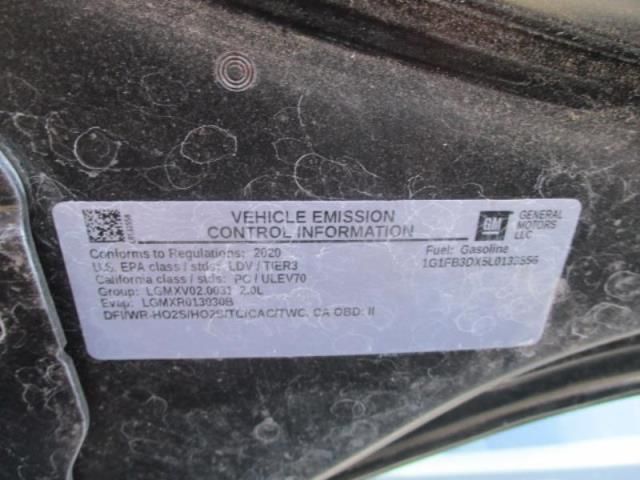 VEHICLE EMISSION
CONTROL INFORMATION
GM
GENERAL
MOTORS
LLC
Conforms to Regulations: 2020
U.S. EPA class / stds: LDV / TIER3
California class / stds: PC / ULEV70
Group: LGMXV02.0031 2.0L
Evap: LGMXR013930B
DFI/WR-HO2S/HO2S/TC/CAC/TWC, CA OBD: II
Fuel: Gasoline